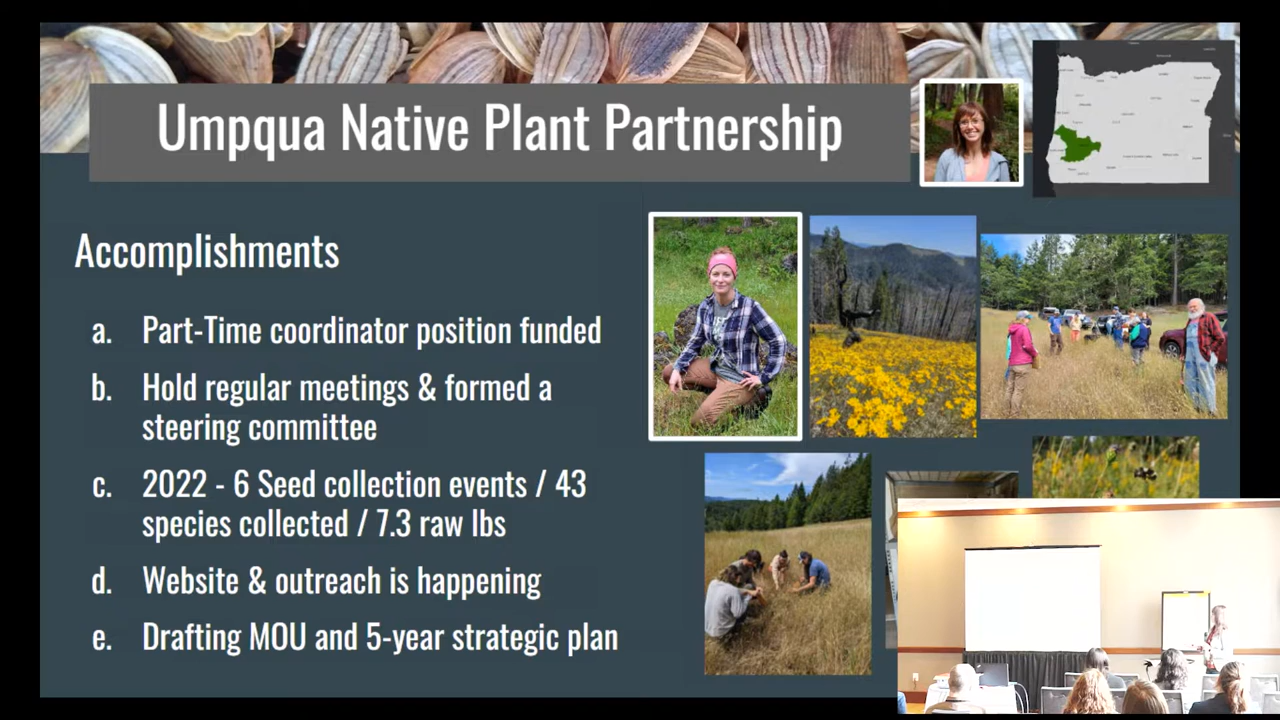 Umpqua Native Plant Partnership
Accomplishments
a. Part-Time coordinator position funded
b. Hold regular meetings & formed a
steering committee
c. 2022 - 6 Seed collection events / 43
species collected / 7.3 raw lbs
d. Website & outreach is happening
e. Drafting MOU and 5-year strategic plan